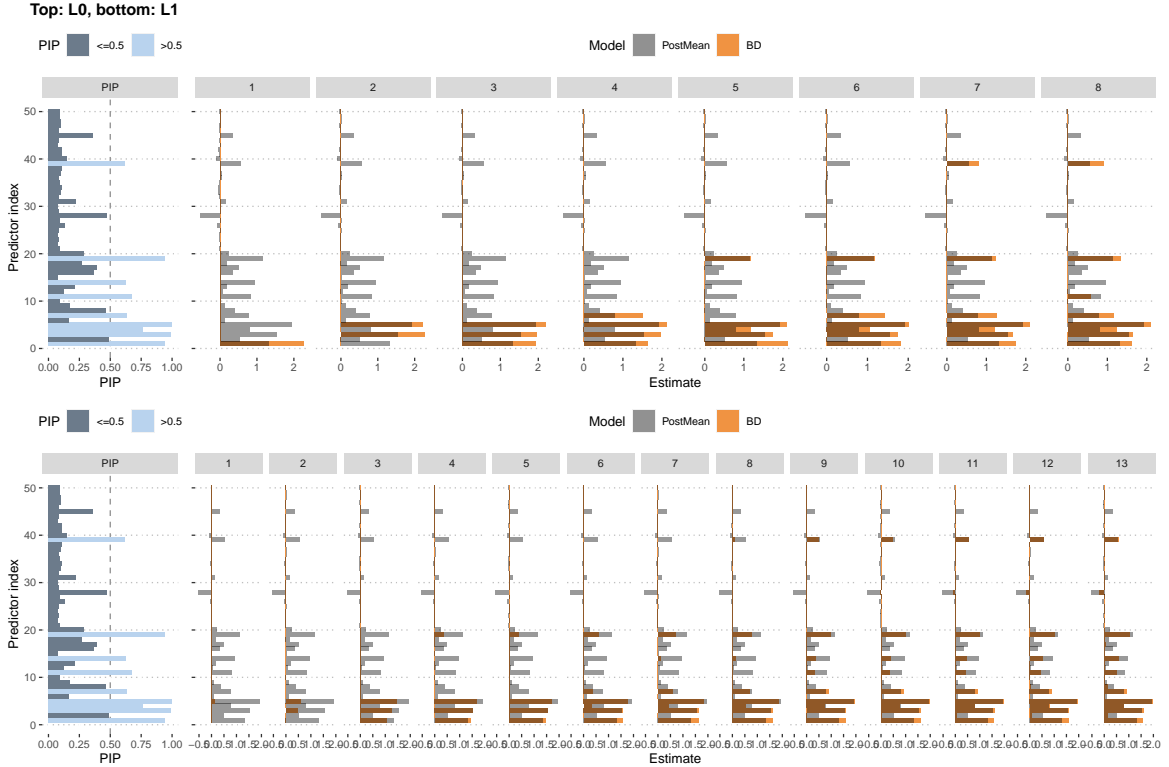 Top: L0, bottom: L1
PIP <=0.5 >0.5 Model PostMean BD
PIP 1 2 3 4 5 6 7 8
50
40
30
20
10
0
Predictor index
0.00 0.25 0.50 0.75 1.00 0 1 2 0 1 2 0 1 2 0 1 2 0 1 2 0 1 2 0 1 2 0 1 2
PIP Estimate
PIP <=0.5 >0.5 Model PostMean BD
PIP 1 2 3 4 5 6 7 8 9 10 11 12 13
50
40
30
20
10
0
Predictor index
0.00 0.25 0.50 0.75 1.00
PIP Estimate